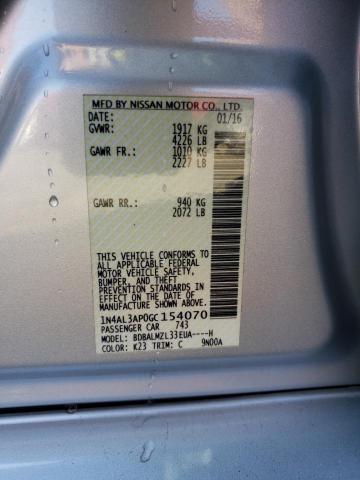 MFD BY NISSAN MOTOR CO., LTD.
DATE: 01/16
GVWR: 1917 KG
4226 LB
GAWR FR.: 1010 KG
2227 LB
GAWR RR.: 940 KG
2072 LB
THIS VEHICLE CONFORMS TO
ALL APPLICABLE FEDERAL
MOTOR VEHICLE SAFETY,
BUMPER, AND THEFT
PREVENTION STANDARDS IN
EFFECT ON THE DATE OF
MANUFACTURE SHOWN ABOVE.
1N4AL3AP0GC154070
PASSENGER CAR 743
MODEL: BDBALMZL33EUA----H
COLOR: K23 TRIM: C 9N00A